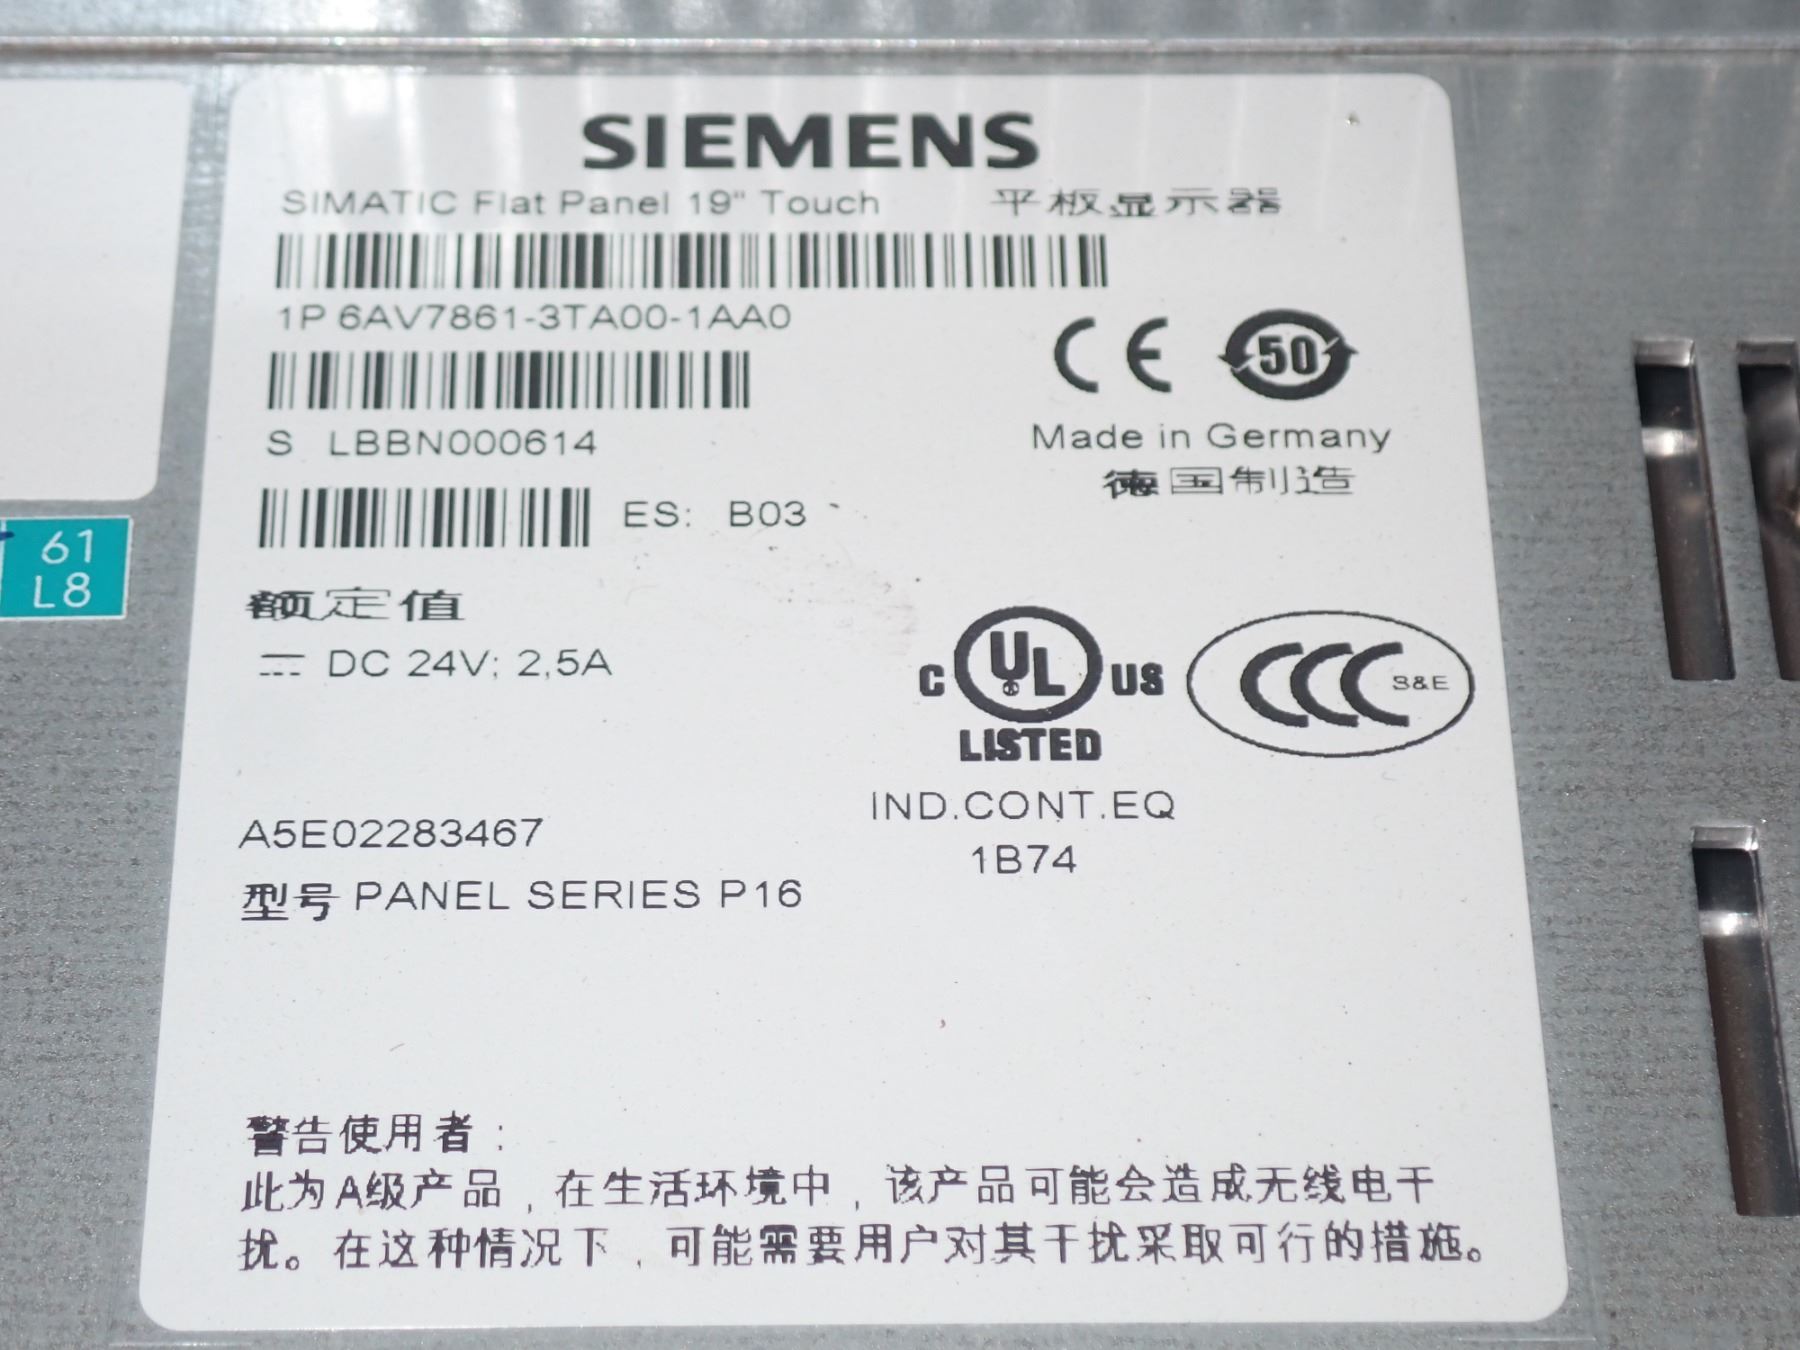 SIEMENS
SIMATIC Flat Panel 19" Touch 平板显示器
1P 6AV7861-3TA00-1AA0
CE 50
S LBBN000614
Made in Germany
德国制造
ES: B03
61
L8
额定值
DC 24V; 2,5A
C UL US
LISTED
CCC S&E
IND.CONT.EQ
1B74
A5E02283467
型号 PANEL SERIES P16
警告使用者:
此为A级产品,在生活环境中,该产品可能会造成无线电干
扰。在这种情况下,可能需要用户对其干扰采取可行的措施。